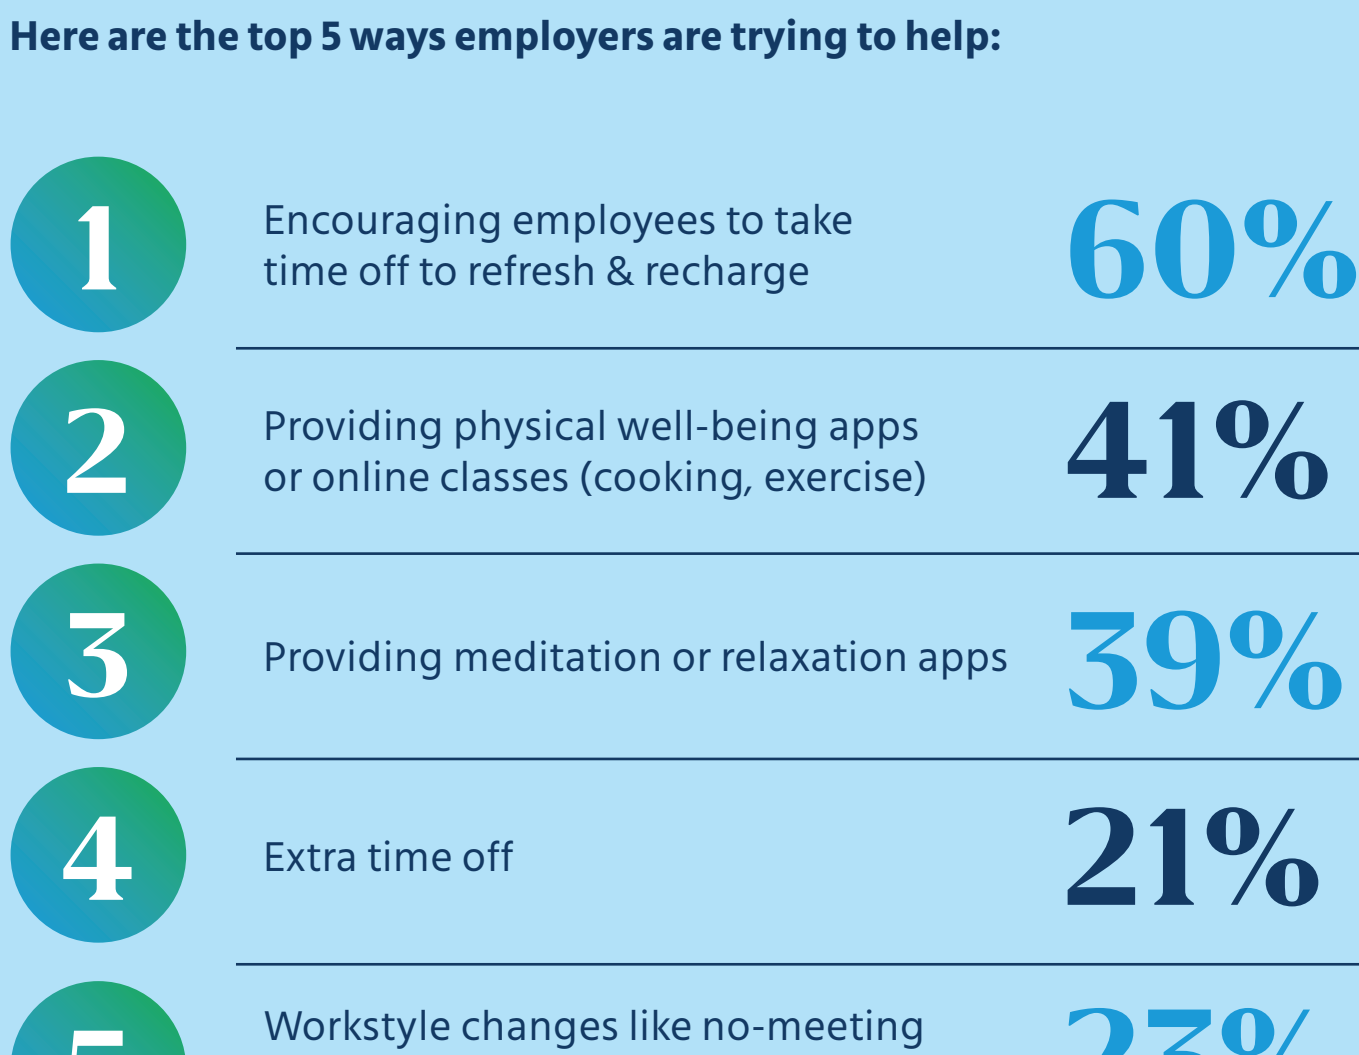 Here are the top 5 ways employers are trying to help:
1
Encouraging employees to take
time off to refresh & recharge
60%
2
Providing physical well-being apps
or online classes (cooking, exercise)
41%
3
Providing meditation or relaxation apps
39%
4
Extra time off
21%
5
Workstyle changes like no-meeting